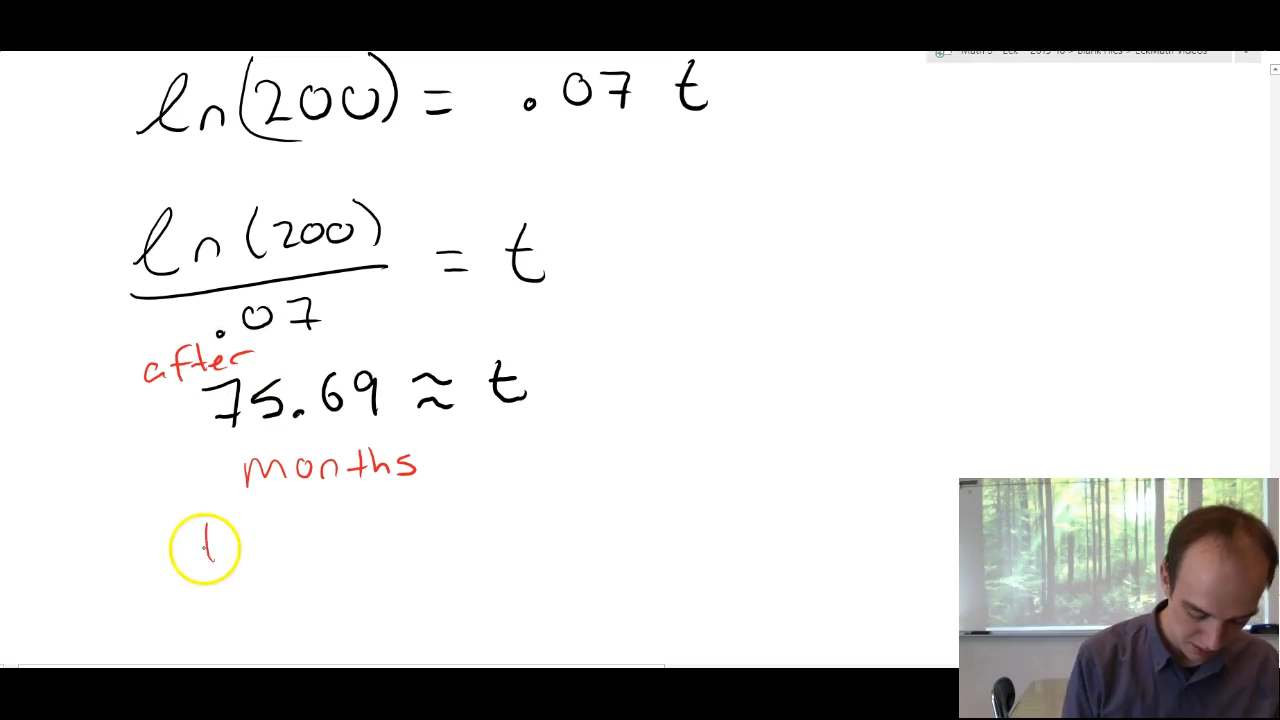 ln(200) = .07 t
ln(200)
.07
= t
after
75.69 ≈ t
months